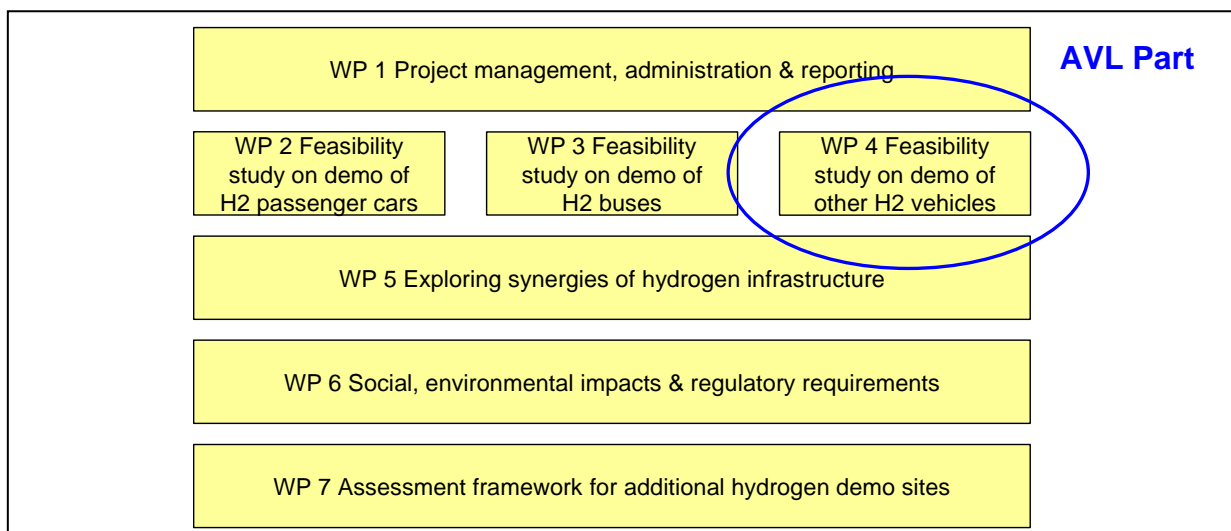 WP 1 Project management, administration & reporting
AVL Part
WP 2 Feasibility
study on demo of
H2 passenger cars
WP 3 Feasibility
study on demo of
H2 buses
WP 4 Feasibility
study on demo of
other H2 vehicles
WP 5 Exploring synergies of hydrogen infrastructure
WP 6 Social, environmental impacts & regulatory requirements
WP 7 Assessment framework for additional hydrogen demo sites